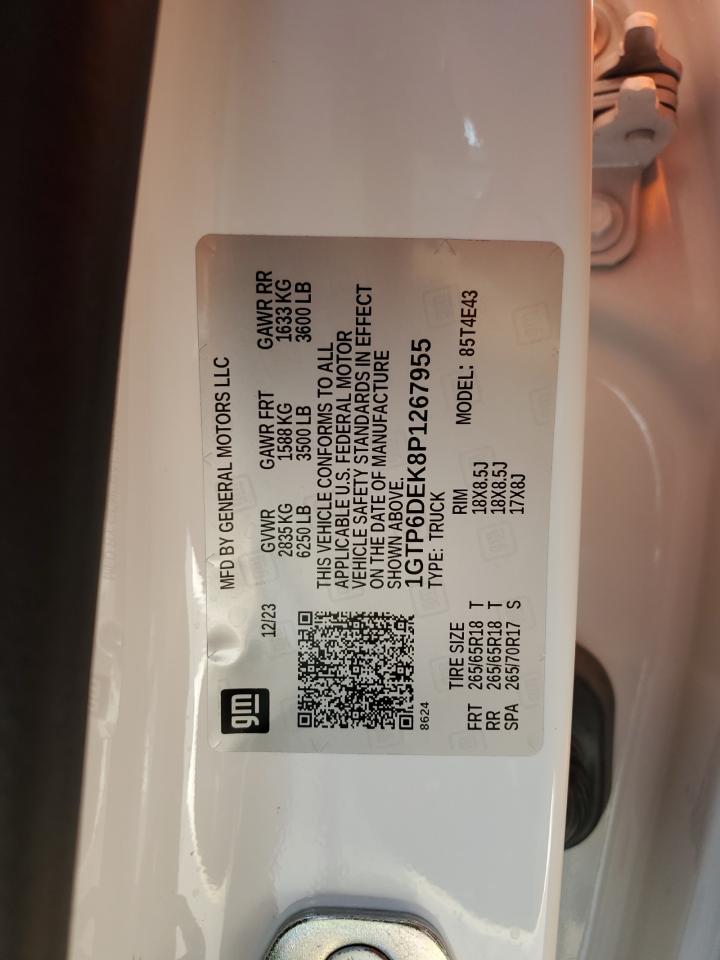 gm
MFD BY GENERAL MOTORS LLC
12/23
GVWR GAWR FRT GAWR RR
2835 KG 1588 KG 1633 KG
6250 LB 3500 LB 3600 LB
THIS VEHICLE CONFORMS TO ALL
APPLICABLE U.S. FEDERAL MOTOR
VEHICLE SAFETY STANDARDS IN EFFECT
ON THE DATE OF MANUFACTURE
SHOWN ABOVE.
1GTP6DEK8P1267955
8624
TYPE: TRUCK MODEL: 85T4E43
TIRE SIZE RIM
FRT 265/65R18 T 18X8.5J
RR 265/65R18 T 18X8.5J
SPA 265/70R17 S 17X8J